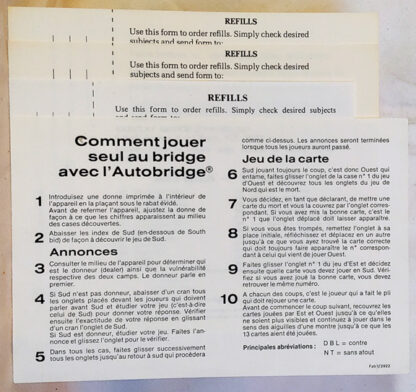 REFILLS
Use this form to order refills. Simply check desired
subjects and send form to:
REFILLS
Use this form to order refills. Simply check desired
subjects and send form to:
REFILLS
Use this form to order refills. Simply check desired subjects
and send form to:
Comment jouer
seul au bridge
avec l'Autobridge®
1 Introduisez une donne imprimée à l'intérieur de
l'appareil en la plaçant sous le rabat évidé.
Avant de refermer l'appareil, ajustez la donne de
façon à ce que les chiffres apparaissent au milieu
des cases découvertes.
2 Abaisser les index de Sud (en-dessous de South
bid) de façon à découvrir le jeu de Sud.
Annonces
3 Consulter le milieu de l'appareil pour déterminer qui
est le donneur (dealer) ainsi que la vulnérabilité
respective des deux camps. Le donneur parle en
premier.
4 Si Sud n'est pas donneur, abaisser d'un cran tous
les onglets placés devant les joueurs qui doivent
parler avant Sud et étudier votre jeu (c'est-à-dire
celui de Sud) pour donner votre réponse. Vérifier
ensuite l'exactitude de votre réponse en glissant
d'un cran l'onglet de Sud.
Si Sud est donneur, étudier votre jeu. Faites l'an-
nonce et glissez l'onglet pour le vérifier.
5 Dans tous les cas, faites glisser successivement
tous les onglets jusqu'au retour à sud qui procédera
comme ci-dessus. Les annonces seront terminées
lorsque tous les joueurs auront passé.
Jeu de la carte
6 Sud jouant toujours le coup, c'est donc Ouest qui
entame, faites glisser l'onglet de la case n° 1 du jeu
d'Ouest et découvrez tous les onglets du jeu de
Nord qui est le mort.
7 Vous décidez, en tant que déclarant, de mettre une
carte du mort et vous la couvrez par l'onglet corres-
pondant. Si vous avez mis la bonne carte, c'est le
n° 1 que l'onglet déplacé doit laisser apparaître.
8 Si vous vous êtes trompés, remettez l'onglet à sa
place initiale, réfléchissez et déplacez en un autre
jusqu'à ce que vous ayez trouvé la carte correcte
qui doit toujours faire apparaître le n° correspon-
dant à celui qui vient de jouer Ouest.
9 Faites glisser l'onglet n° 1 du jeu d'Est et décidez
ensuite quelle carte vous devez jouer en Sud. Véri-
fiez si vous avez joué la bonne carte, vous devez
retrouver le même numéro.
10 A chacun des coups, c'est le joueur qui a fait le pli
qui doit rejouer une carte.
Avant de commencer le coup suivant, recouvrez les
cartes jouées par Est et Ouest jusqu'à ce qu'elles
ne soient plus visibles et continuez à jouer dans le
sens des aiguilles d'une montre jusqu'à ce que les
13 cartes aient été jouées.
Principales abréviations : DBL = contre
NT = sans atout